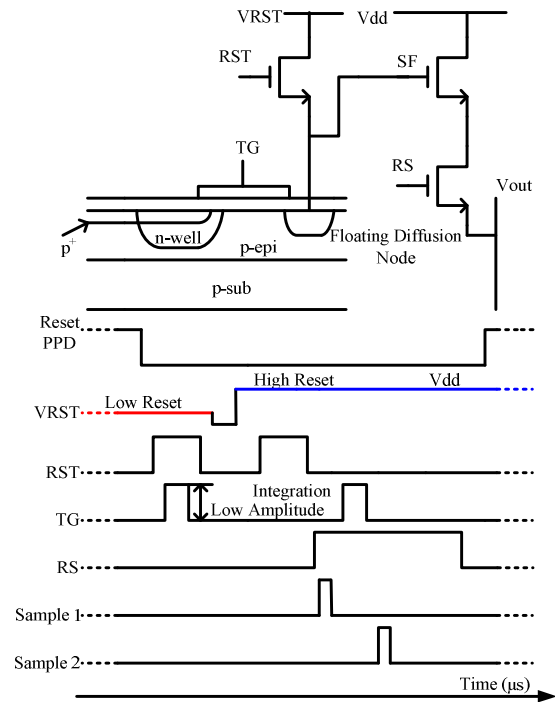 VRST
Vdd
RST
SF
TG
RS
Vout
p+
n-well
p-epi
Floating Diffusion
Node
p-sub
Reset
PPD
High Reset
Vdd
Low Reset
VRST
RST
Integration
Low Amplitude
TG
RS
Sample 1
Sample 2
Time (μs)